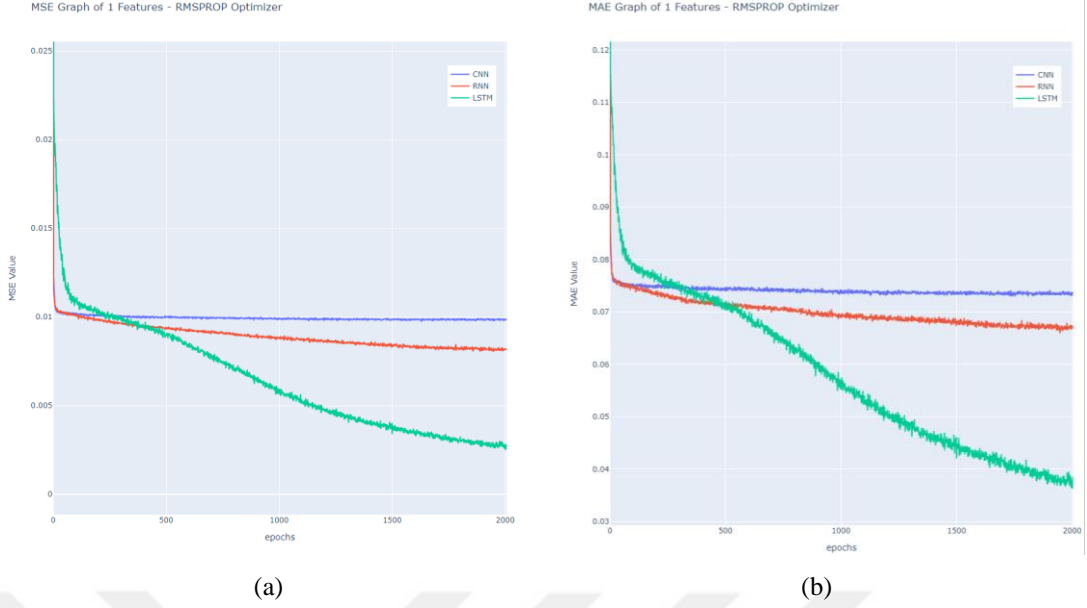 MSE Graph of 1 Features - RMSPROP Optimizer
0.025
0.02
0.015
0.01
0.005
0
MSE Value
0
500
1000
1500
2000
epochs
CNN
RNN
LSTM
(a)
MAE Graph of 1 Features - RMSPROP Optimizer
0.12
0.11
0.1
0.09
0.08
0.07
0.06
0.05
0.04
0.03
MAE Value
0
500
1000
1500
2000
epochs
CNN
RNN
LSTM
(b)